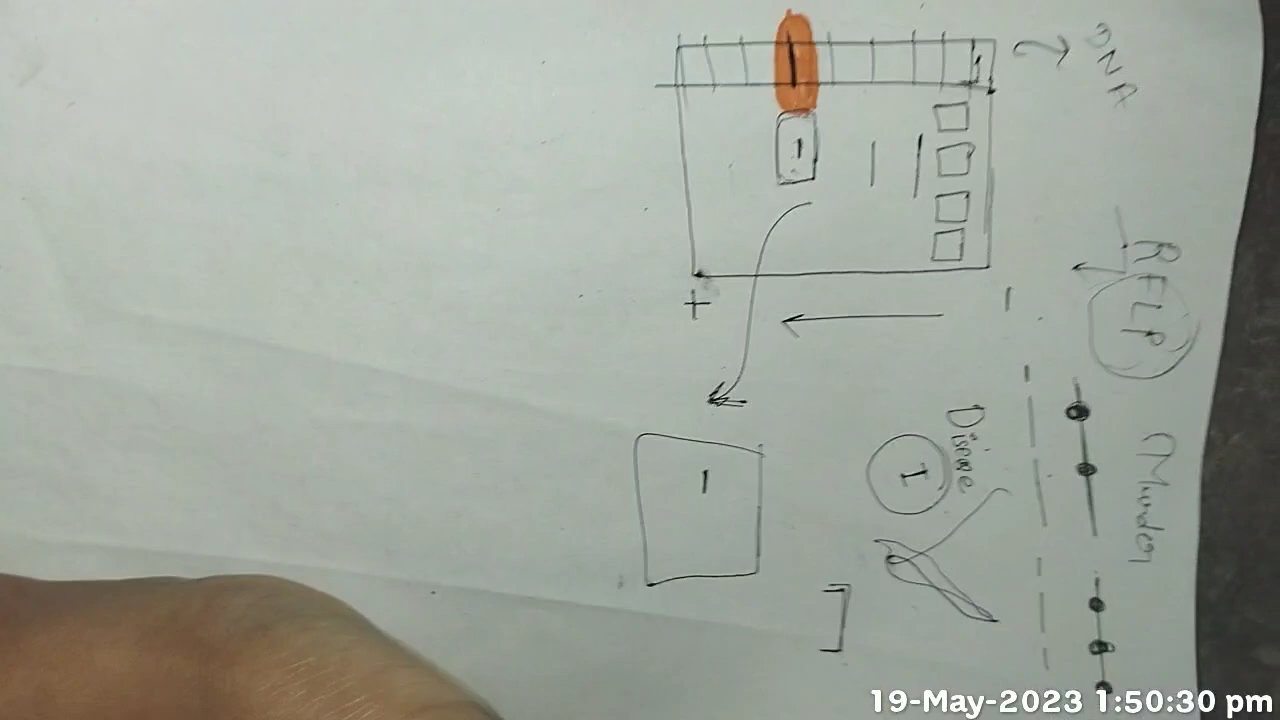 DNA
RFLP
(Murder
-
+
Disease
I
19-May-2023 1:50:30 pm